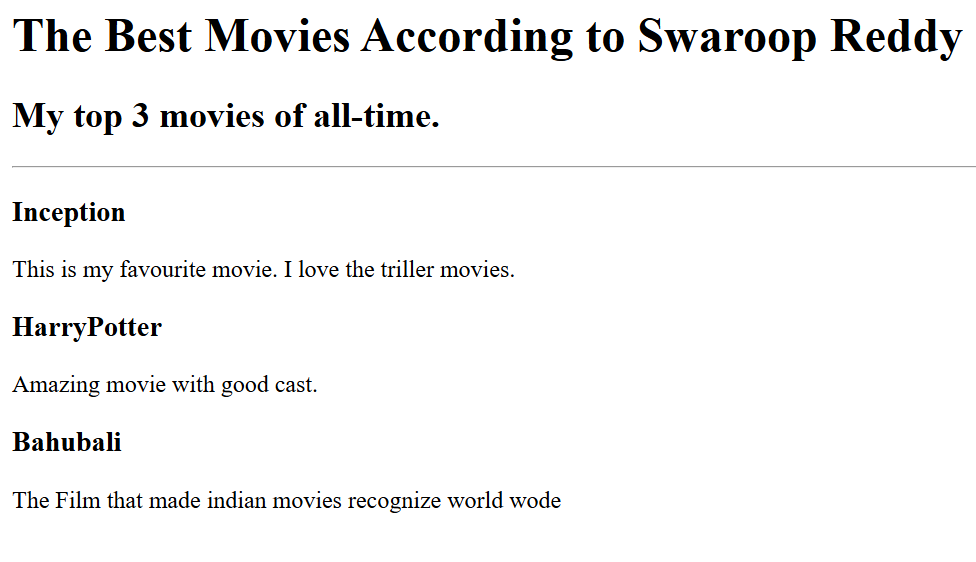 The Best Movies According to Swaroop Reddy
My top 3 movies of all-time.
Inception
This is my favourite movie. I love the triller movies.
HarryPotter
Amazing movie with good cast.
Bahubali
The Film that made indian movies recognize world wode